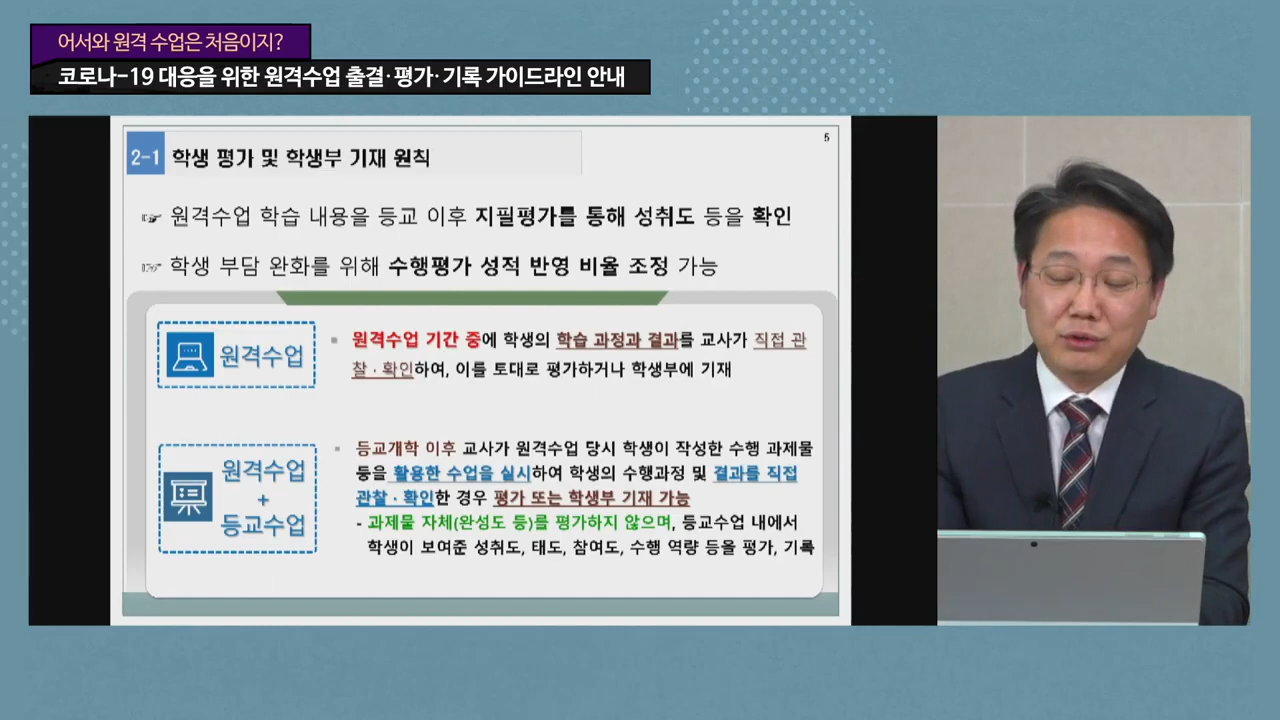 어서와 원격 수업은 처음이지?
코로나-19 대응을 위한 원격수업 출결·평가·기록 가이드라인 안내
5
2-1 학생 평가 및 학생부 기재 원칙
☞ 원격수업 학습 내용을 등교 이후 지필평가를 통해 성취도 등을 확인
☞ 학생 부담 완화를 위해 수행평가 성적 반영 비율 조정 가능
원격수업
▪ 원격수업 기간 중에 학생의 학습 과정과 결과를 교사가 직접 관
찰·확인하여, 이를 토대로 평가하거나 학생부에 기재
원격수업
+
등교수업
▪ 등교개학 이후 교사가 원격수업 당시 학생이 작성한 수행 과제물
등을 활용한 수업을 실시하여 학생의 수행과정 및 결과를 직접
관찰·확인한 경우 평가 또는 학생부 기재 가능
- 과제물 자체(완성도 등)를 평가하지 않으며, 등교수업 내에서
학생이 보여준 성취도, 태도, 참여도, 수행 역량 등을 평가, 기록